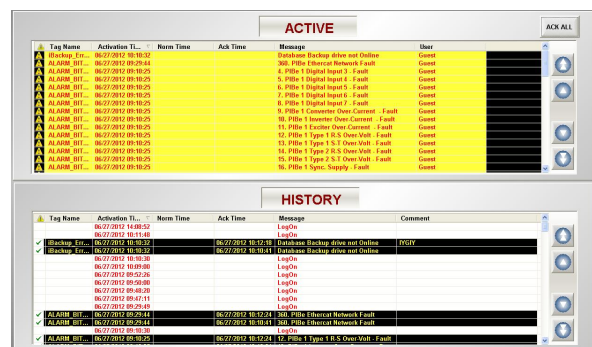 ACTIVE
ACK ALL
Tag Name Activation Ti... Norm Time Ack Time Message User
iBackup_Err... 06/27/2012 10:10:32 Database Backup drive not Online Guest
ALARM_BIT... 06/27/2012 09:29:44 360. PIBe Ethercat Network Fault Guest
ALARM_BIT... 06/27/2012 09:10:25 4. PIBe 1 Digital Input 3 - Fault Guest
ALARM_BIT... 06/27/2012 09:10:25 5. PIBe 1 Digital Input 4 - Fault Guest
ALARM_BIT... 06/27/2012 09:10:25 6. PIBe 1 Digital Input 5 - Fault Guest
ALARM_BIT... 06/27/2012 09:10:25 7. PIBe 1 Digital Input 6 - Fault Guest
ALARM_BIT... 06/27/2012 09:10:25 8. PIBe 1 Digital Input 7 - Fault Guest
ALARM_BIT... 06/27/2012 09:10:25 9. PIBe 1 Converter Over-Current - Fault Guest
ALARM_BIT... 06/27/2012 09:10:25 10. PIBe 1 Inverter Over-Current - Fault Guest
ALARM_BIT... 06/27/2012 09:10:25 11. PIBe 1 Exciter Over-Current - Fault Guest
ALARM_BIT... 06/27/2012 09:10:25 12. PIBe 1 Type 1 R-S Over-Volt - Fault Guest
ALARM_BIT... 06/27/2012 09:10:25 13. PIBe 1 Type 1 S-T Over-Volt - Fault Guest
ALARM_BIT... 06/27/2012 09:10:25 14. PIBe 1 Type 2 R-S Over-Volt - Fault Guest
ALARM_BIT... 06/27/2012 09:10:25 15. PIBe 1 Type 2 S-T Over-Volt - Fault Guest
ALARM_BIT... 06/27/2012 09:10:25 16. PIBe 1 Sync. Supply - Fault Guest
HISTORY
Tag Name Activation Ti... Norm Time Ack Time Message Comment
06/27/2012 14:08:52 LogOn
06/27/2012 10:11:48 LogOn
iBackup_Err... 06/27/2012 10:10:32 06/27/2012 10:12:18 Database Backup drive not Online IYGIY
iBackup_Err... 06/27/2012 10:10:32 06/27/2012 10:10:41 Database Backup drive not Online
06/27/2012 10:10:30 LogOn
06/27/2012 10:09:00 LogOn
06/27/2012 09:52:26 LogOn
06/27/2012 09:50:00 LogOn
06/27/2012 09:48:20 LogOn
06/27/2012 09:47:11 LogOn
06/27/2012 09:29:49 LogOn
ALARM_BIT... 06/27/2012 09:29:44 06/27/2012 10:12:24 360. PIBe Ethercat Network Fault
ALARM_BIT... 06/27/2012 09:29:44 06/27/2012 10:10:41 360. PIBe Ethercat Network Fault
06/27/2012 09:10:30 LogOn
ALARM_BIT... 06/27/2012 09:10:25 06/27/2012 10:12:24 12. PIBe 1 Type 1 R-S Over-Volt - Fault